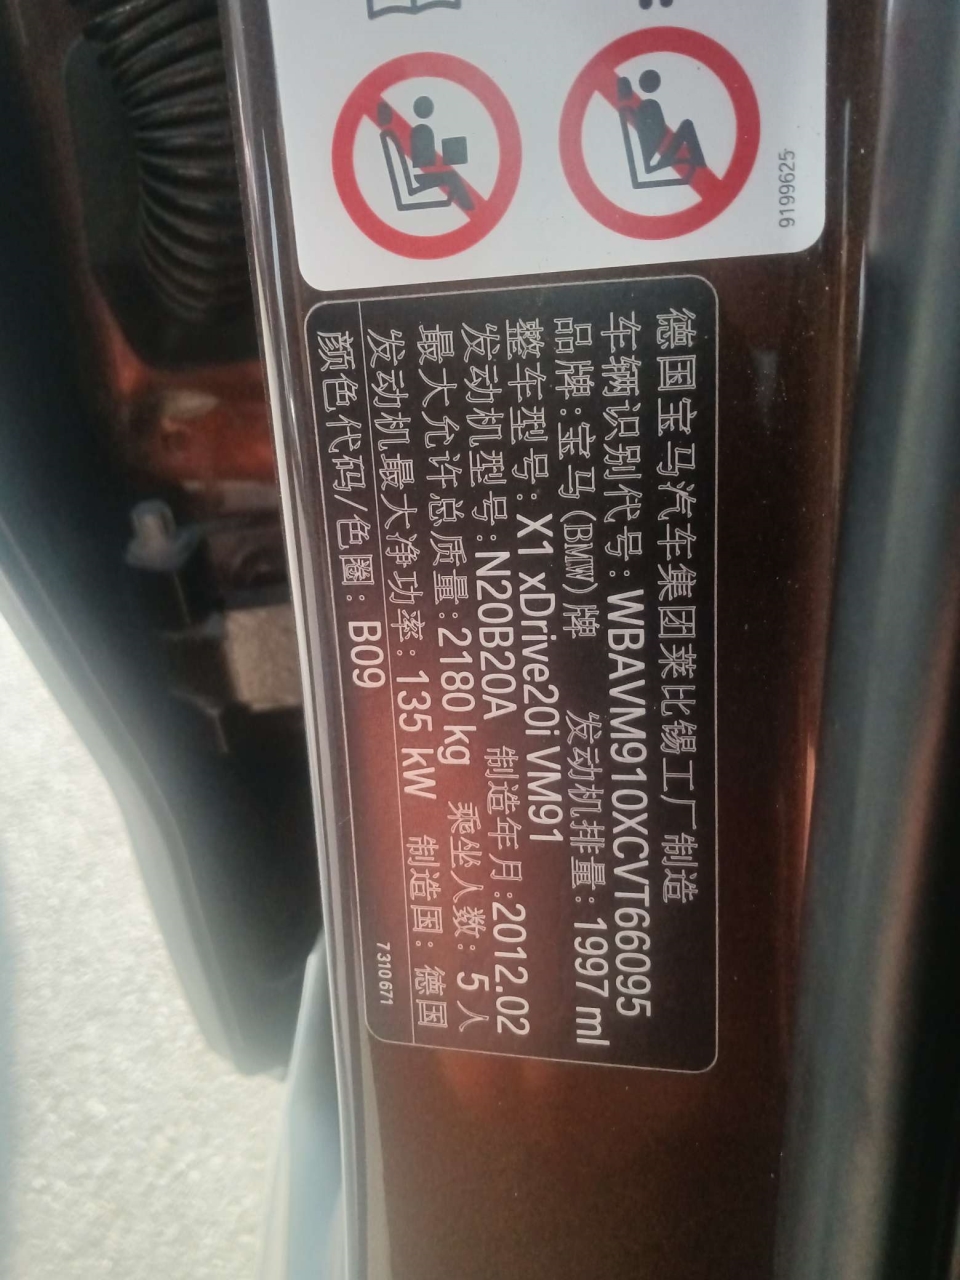 9199625
德国宝马汽车集团莱比锡工厂制造
车辆识别代号: WBAVM910XCVT66095
品牌:宝马(BMW)牌 发动机排量: 1997 ml
整车型号: X1 xDrive20i VM91
发动机型号: N20B20A 制造年月:2012.02
最大允许总质量: 2180 kg 乘坐人数: 5 人
发动机最大净功率: 135 kW 制造国: 德国
颜色代码/色圈: B09
7310671